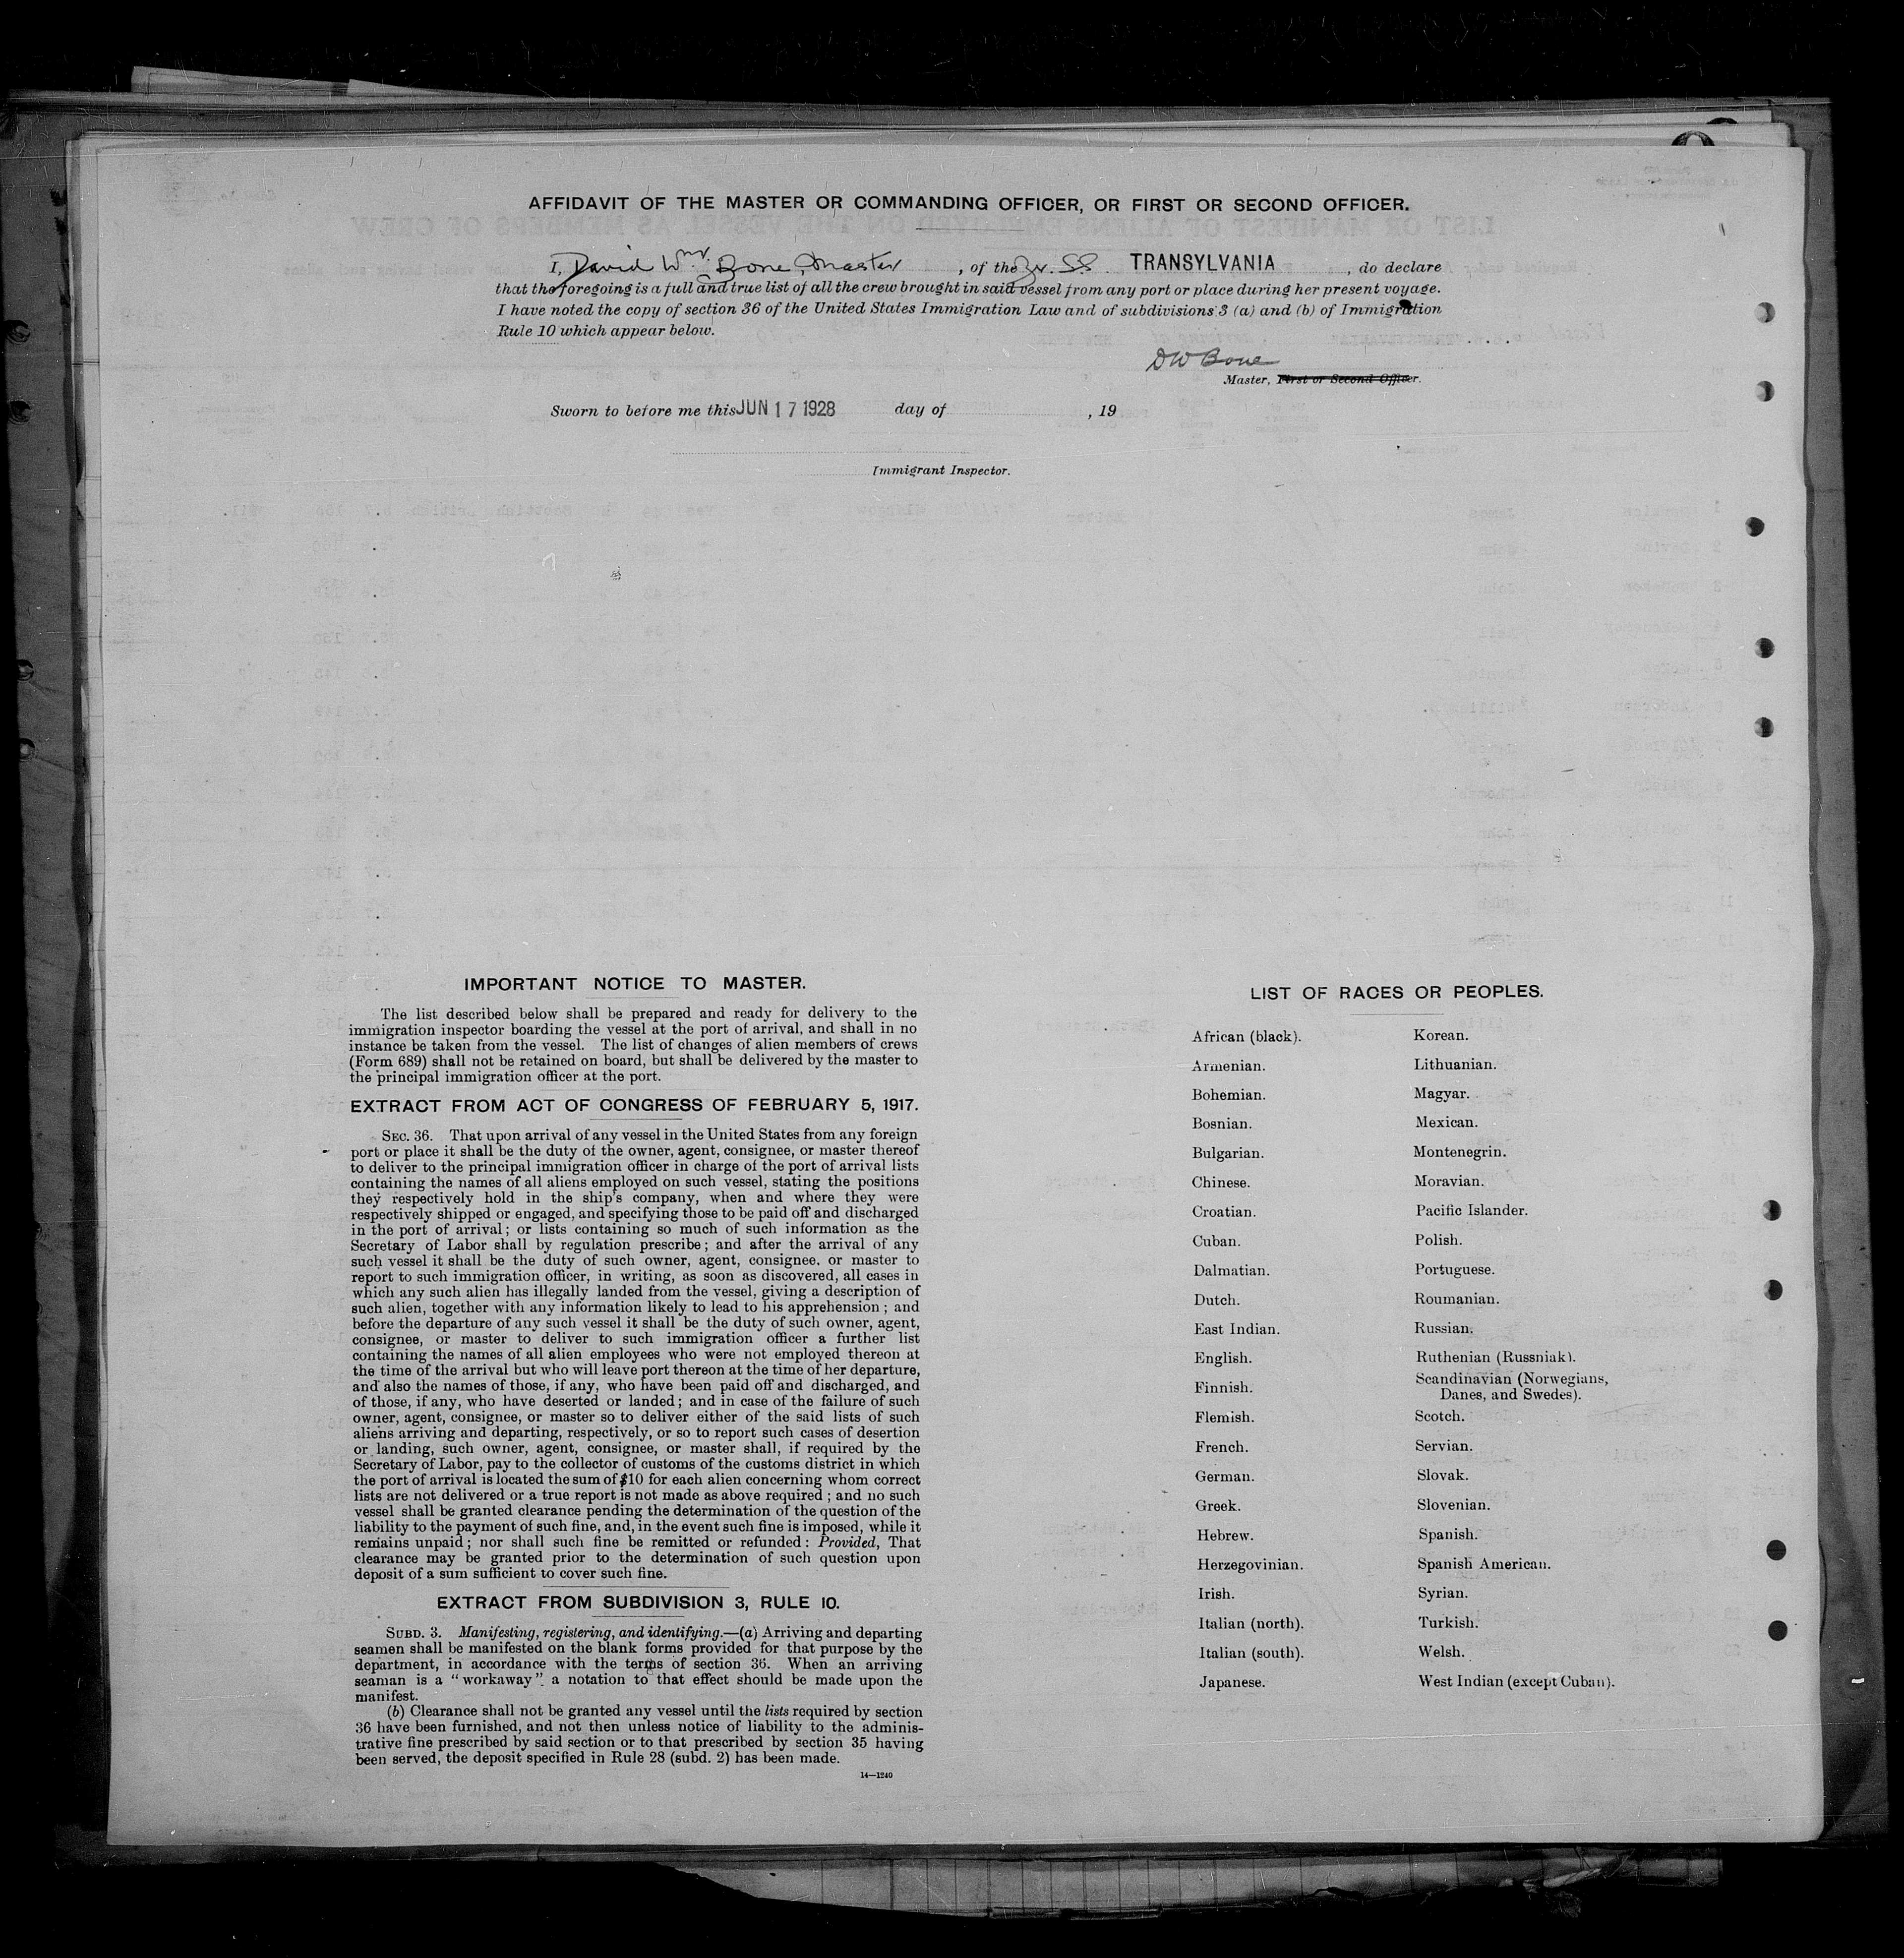 AFFIDAVIT OF THE MASTER OR COMMANDING OFFICER, OR FIRST OR SECOND OFFICER.
I, David Wm. Bone, Master, of the Br. SS. TRANSYLVANIA, do declare
that the foregoing is a full and true list of all the crew brought in said vessel from any port or place during her present voyage.
I have noted the copy of section 36 of the United States Immigration Law and of subdivisions 3 (a) and (b) of Immigration
Rule 10 which appear below.
DW Bone
Master, First or Second Officer.
Sworn to before me this JUN 17 1928 day of , 19
Immigrant Inspector.
IMPORTANT NOTICE TO MASTER.
The list described below shall be prepared and ready for delivery to the
immigration inspector boarding the vessel at the port of arrival, and shall in no
instance be taken from the vessel. The list of changes of alien members of crews
(Form 689) shall not be retained on board, but shall be delivered by the master to
the principal immigration officer at the port.
EXTRACT FROM ACT OF CONGRESS OF FEBRUARY 5, 1917.
SEC. 36. That upon arrival of any vessel in the United States from any foreign
port or place it shall be the duty of the owner, agent, consignee, or master thereof
to deliver to the principal immigration officer in charge of the port of arrival lists
containing the names of all aliens employed on such vessel, stating the positions
they respectively hold in the ship's company, when and where they were
respectively shipped or engaged, and specifying those to be paid off and discharged
in the port of arrival; or lists containing so much of such information as the
Secretary of Labor shall by regulation prescribe; and after the arrival of any
such vessel it shall be the duty of such owner, agent, consignee, or master to
report to such immigration officer, in writing, as soon as discovered, all cases in
which any such alien has illegally landed from the vessel, giving a description of
such alien, together with any information likely to lead to his apprehension; and
before the departure of any such vessel it shall be the duty of such owner, agent,
consignee, or master to deliver to such immigration officer a further list
containing the names of all alien employees who were not employed thereon at
the time of the arrival but who will leave port thereon at the time of her departure,
and also the names of those, if any, who have been paid off and discharged, and
of those, if any, who have deserted or landed; and in case of the failure of such
owner, agent, consignee, or master so to deliver either of the said lists of such
aliens arriving and departing, respectively, or so to report such cases of desertion
or landing, such owner, agent, consignee, or master shall, if required by the
Secretary of Labor, pay to the collector of customs of the customs district in which
the port of arrival is located the sum of $10 for each alien concerning whom correct
lists are not delivered or a true report is not made as above required; and no such
vessel shall be granted clearance pending the determination of the question of the
liability to the payment of such fine, and, in the event such fine is imposed, while it
remains unpaid; nor shall such fine be remitted or refunded: Provided, That
clearance may be granted prior to the determination of such question upon
deposit of a sum sufficient to cover such fine.
EXTRACT FROM SUBDIVISION 3, RULE 10.
SUBD. 3. Manifesting, registering, and identifying.—(a) Arriving and departing
seamen shall be manifested on the blank forms provided for that purpose by the
department, in accordance with the terms of section 36. When an arriving
seaman is a "workaway" a notation to that effect should be made upon the
manifest.
(b) Clearance shall not be granted any vessel until the lists required by section
36 have been furnished, and not then unless notice of liability to the adminis-
trative fine prescribed by said section or to that prescribed by section 35 having
been served, the deposit specified in Rule 28 (subd. 2) has been made.
14—1240
LIST OF RACES OR PEOPLES.
African (black).
Armenian.
Bohemian.
Bosnian.
Bulgarian.
Chinese.
Croatian.
Cuban.
Dalmatian.
Dutch.
East Indian.
English.
Finnish.
Flemish.
French.
German.
Greek.
Hebrew.
Herzegovinian.
Irish.
Italian (north).
Italian (south).
Japanese.
Korean.
Lithuanian.
Magyar.
Mexican.
Montenegrin.
Moravian.
Pacific Islander.
Polish.
Portuguese.
Roumanian.
Russian.
Ruthenian (Russniak).
Scandinavian (Norwegians,
Danes, and Swedes).
Scotch.
Servian.
Slovak.
Slovenian.
Spanish.
Spanish American.
Syrian.
Turkish.
Welsh.
West Indian (except Cuban).